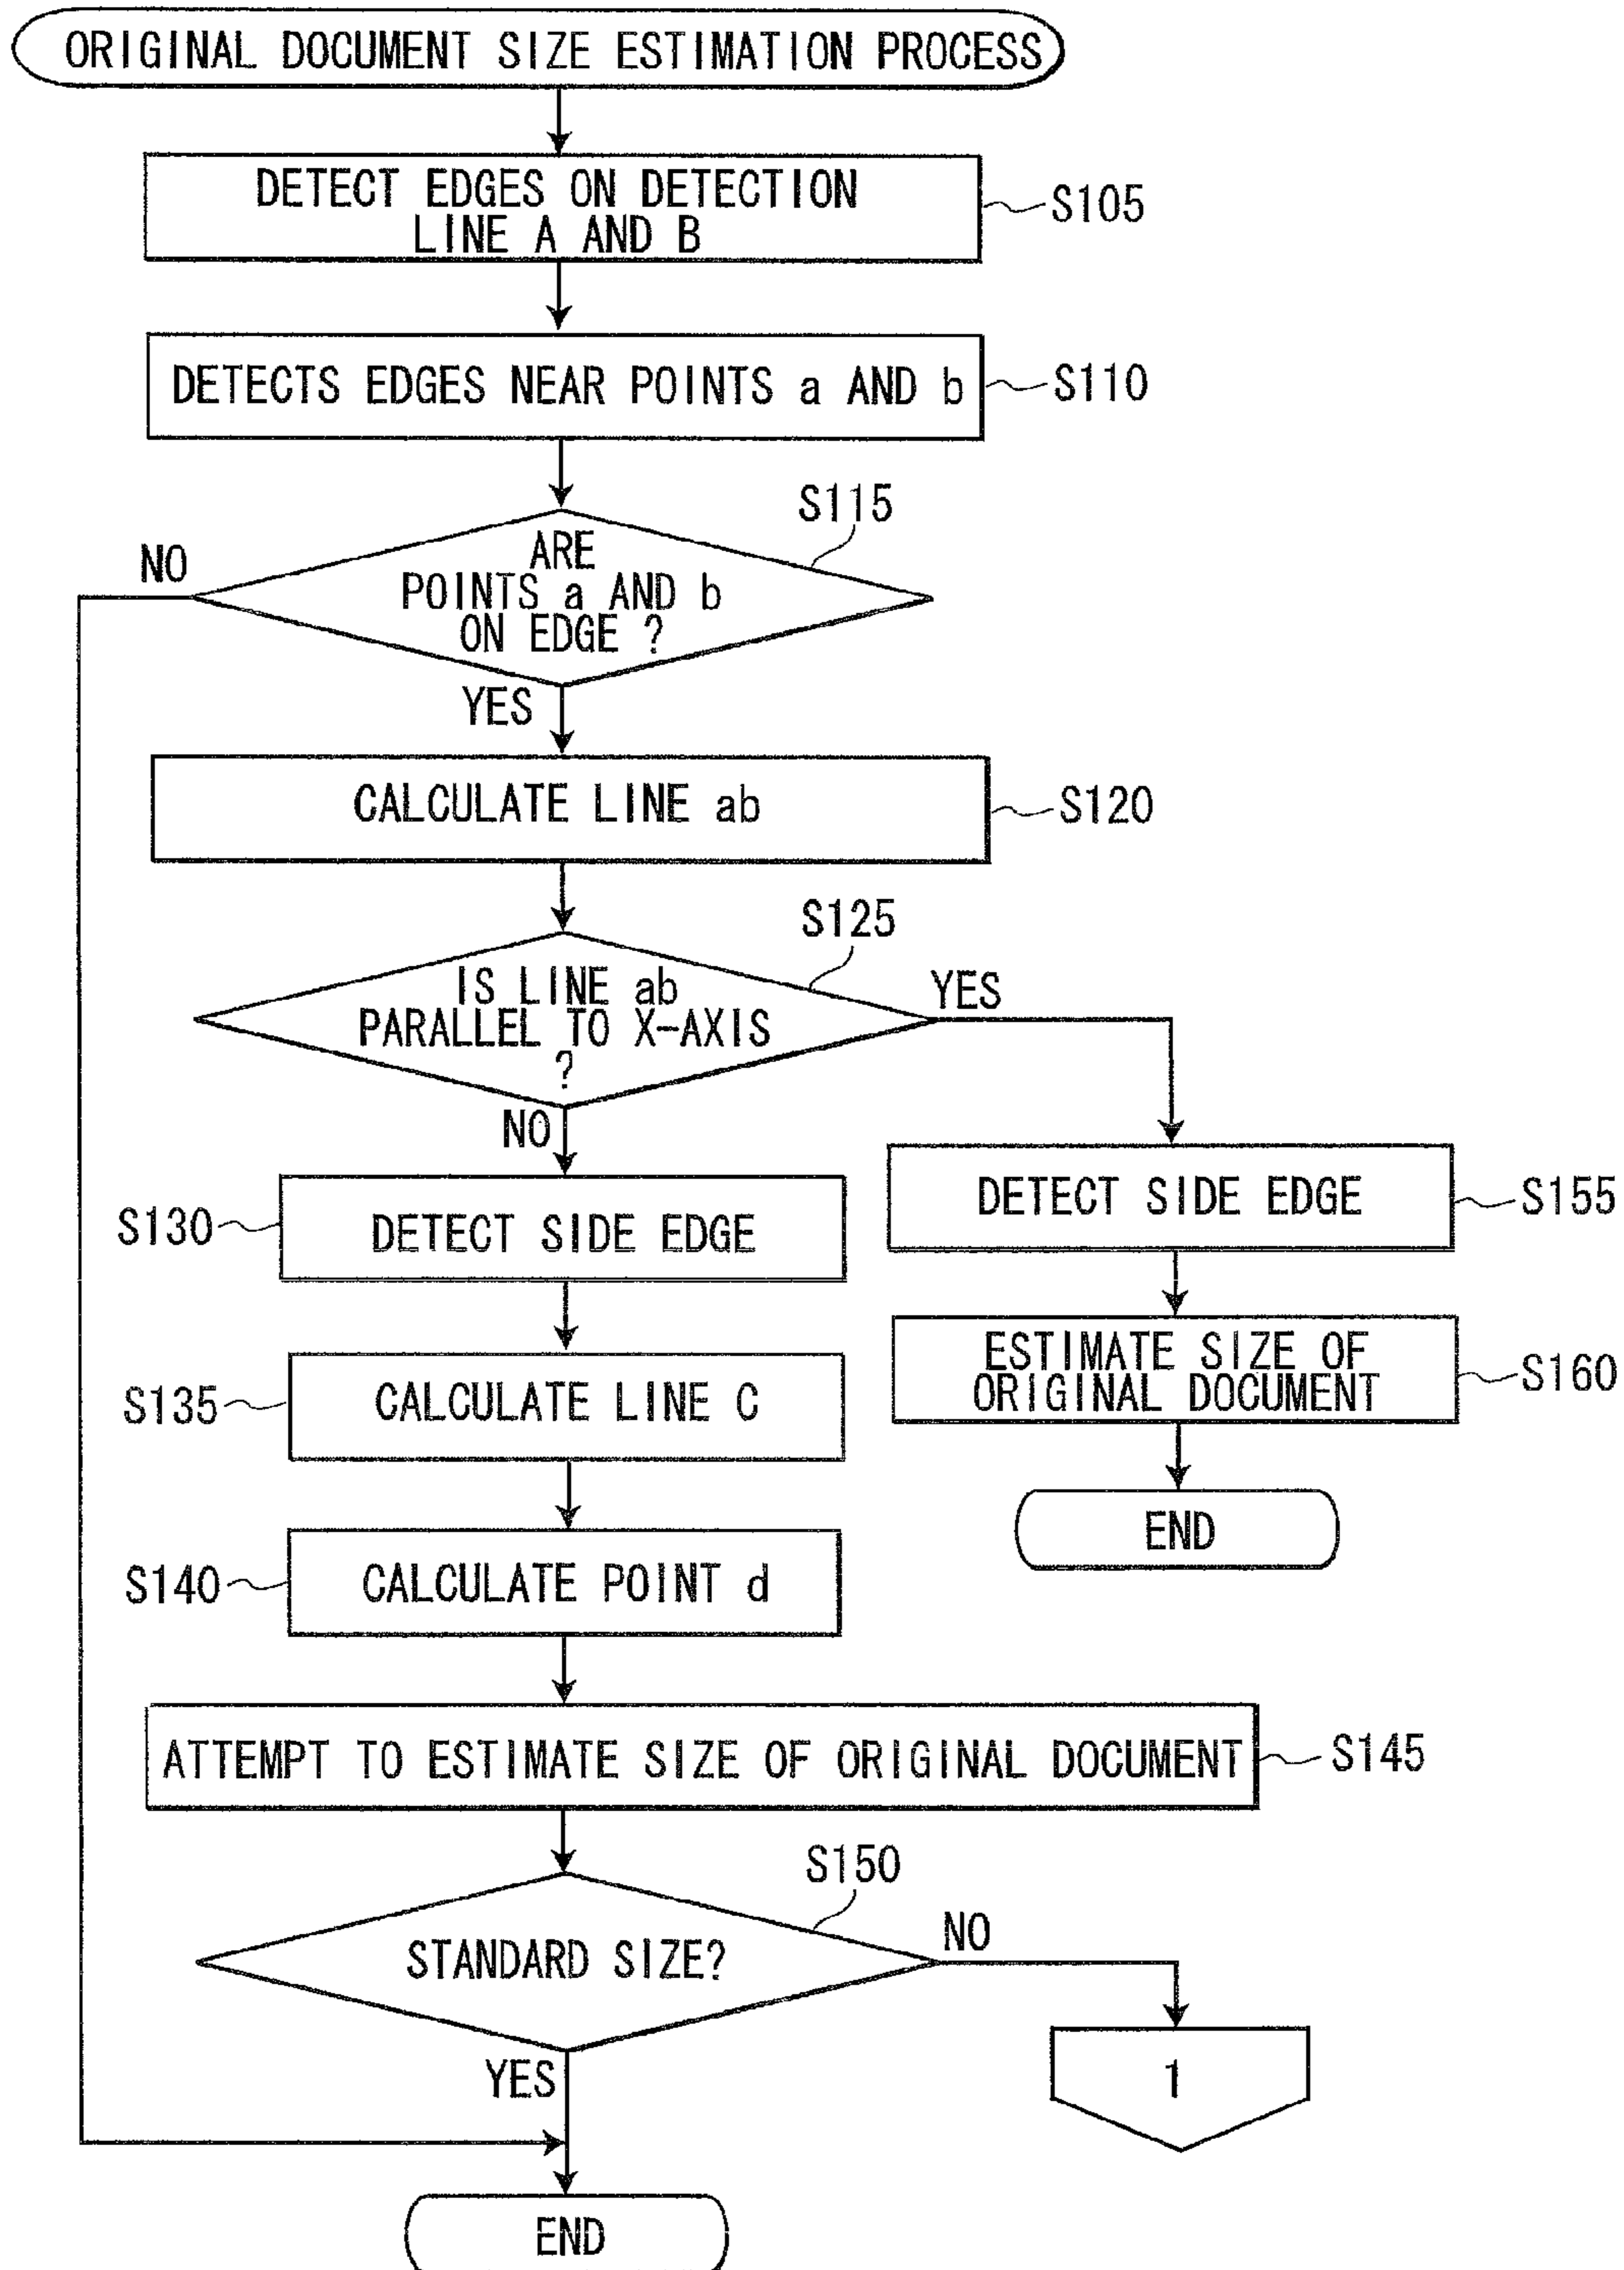 ORIGINAL DOCUMENT SIZE ESTIMATION PROCESS
DETECT EDGES ON DETECTION
LINE A AND B
S105
DETECTS EDGES NEAR POINTS a AND b
S110
S115
NO
ARE
POINTS a AND b
ON EDGE ?
YES
CALCULATE LINE ab
S120
S125
IS LINE ab
PARALLEL TO X-AXIS
?
YES
NO
S130
DETECT SIDE EDGE
DETECT SIDE EDGE
S155
S135
CALCULATE LINE C
ESTIMATE SIZE OF
ORIGINAL DOCUMENT
S160
END
S140
CALCULATE POINT d
ATTEMPT TO ESTIMATE SIZE OF ORIGINAL DOCUMENT
S145
S150
STANDARD SIZE?
NO
YES
1
END